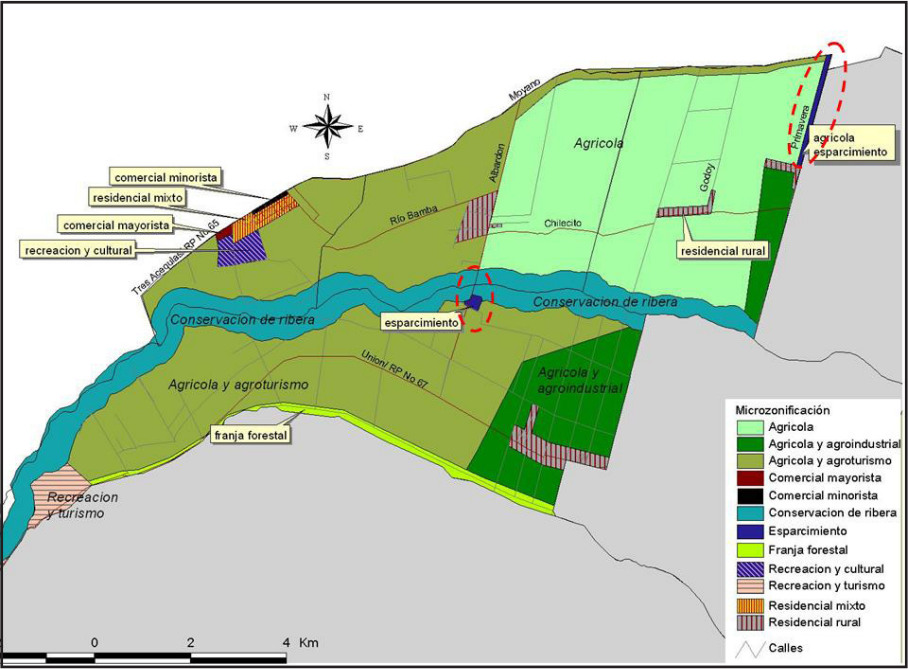 N
W E
S
Moyano
Primavera
agricola
esparcimiento
Agricola
Albardon
Godoy
comercial minorista
residencial mixto
comercial mayorista
recreacion y cultural
Tres Acequias/ RP No 65
Río Bamba
Chilecito
residencial rural
Conservacion de ribera
Conservacion de ribera
esparcimiento
Union/ RP No 67
Agricola y agroturismo
Agricola y
agroindustrial
franja forestal
Recreacion
y turismo
Microzonificación
Agricola
Agricola y agroindustrial
Agricola y agroturismo
Comercial mayorista
Comercial minorista
Conservacion de ribera
Esparcimiento
Franja forestal
Recreacion y cultural
Recreacion y turismo
Residencial mixto
Residencial rural
Calles
0 2 4 Km